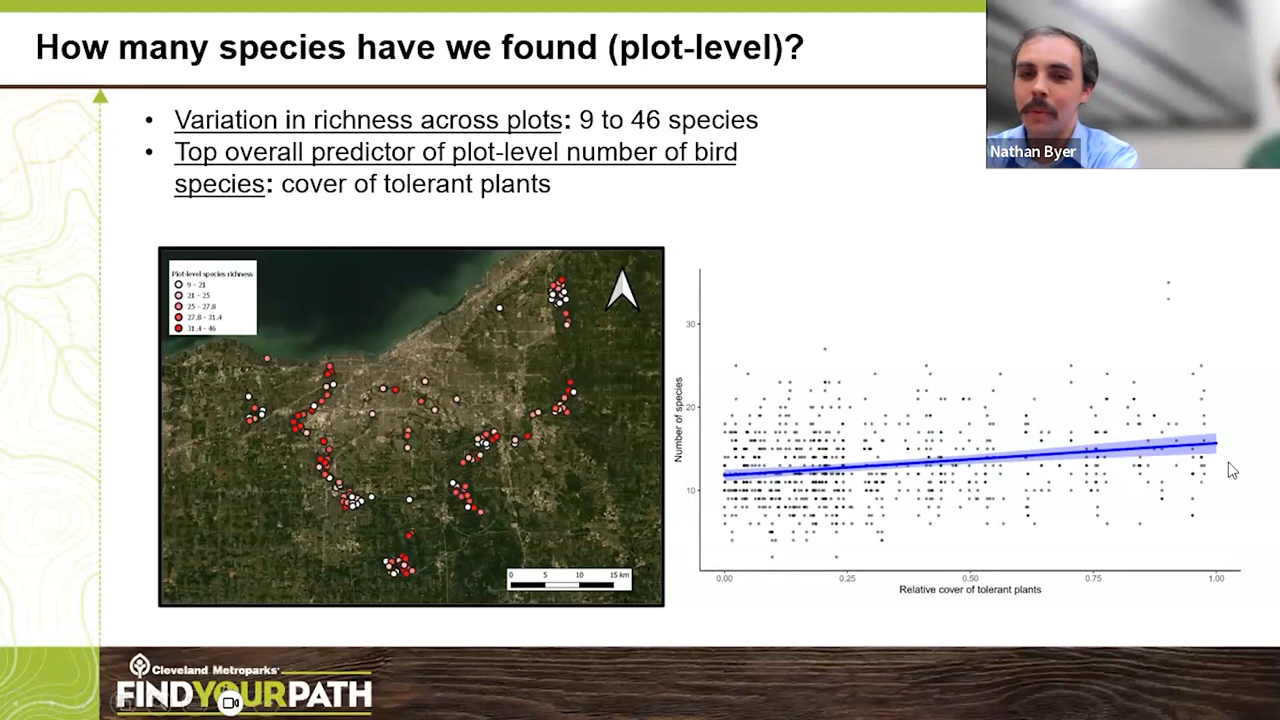 How many species have we found (plot-level)?
Nathan Byer
• Variation in richness across plots: 9 to 46 species
• Top overall predictor of plot-level number of bird
species: cover of tolerant plants
Plot-level species richness
9 - 21
21 - 25
25 - 27.8
27.8 - 31.4
31.4 - 46
0 5 10 15 km
Number of species
30
20
10
0.00 0.25 0.50 0.75 1.00
Relative cover of tolerant plants
Cleveland Metroparks
FINDYOURPATH